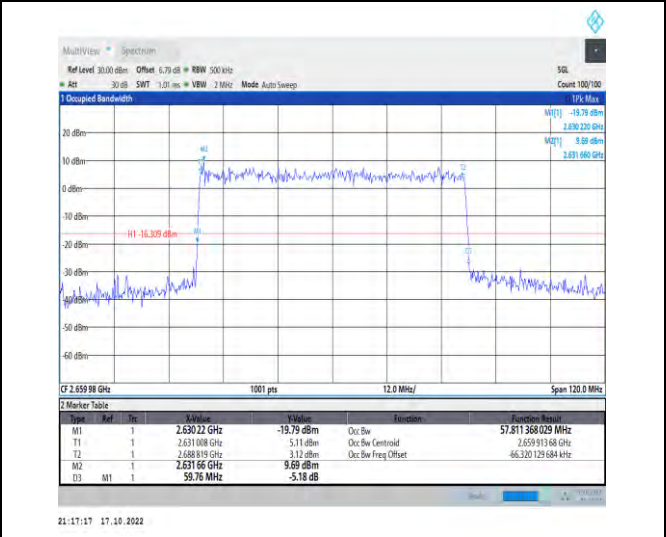 MultiView Spectrum
Ref Level 30.00 dBm Offset 6.79 dB RBW 500 kHz SGL
Att 30 dB SWT 1.01 ms VBW 2 MHz Mode Auto Sweep Count 100/100
1 Occupied Bandwidth 1Pk Max
M1[1] -19.79 dBm
2.630 220 GHz
M2[1] 9.69 dBm
2.631 660 GHz
20 dBm
M2
10 dBm
T2
0 dBm
-10 dBm
H1 -16.309 dBm
M1
-20 dBm
D3
-30 dBm
-40 dBm
-50 dBm
-60 dBm
CF 2.659 98 GHz 1001 pts 12.0 MHz/ Span 120.0 MHz
2 Marker Table
Type Ref Trc X-Value Y-Value Function Function Result
M1 1 2.630 22 GHz -19.79 dBm Occ Bw 57.811 368 029 MHz
T1 1 2.631 008 GHz 5.11 dBm Occ Bw Centroid 2.659 913 68 GHz
T2 1 2.688 819 GHz 3.12 dBm Occ Bw Freq Offset -66.320 129 684 kHz
M2 1 2.631 66 GHz 9.69 dBm
D3 M1 1 59.76 MHz -5.18 dB
21:17:17 17.10.2022